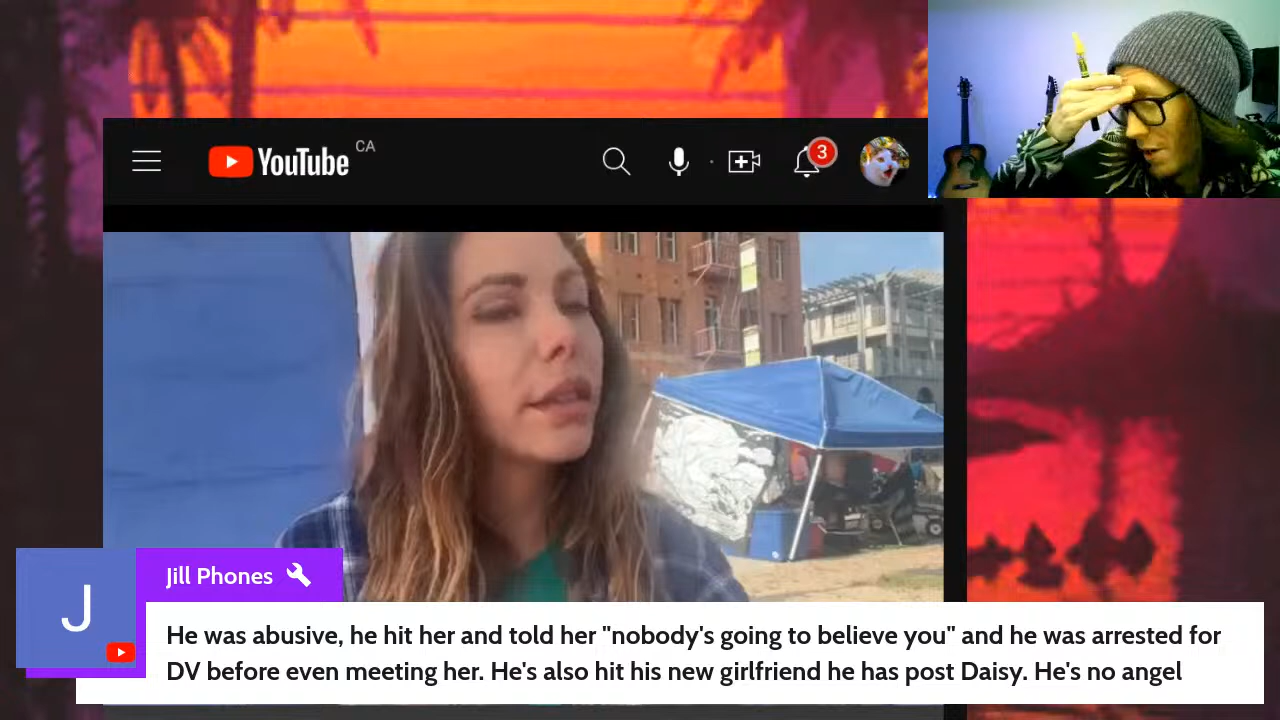 YouTube CA
3
Jill Phones
J
He was abusive, he hit her and told her "nobody's going to believe you" and he was arrested for
DV before even meeting her. He's also hit his new girlfriend he has post Daisy. He's no angel